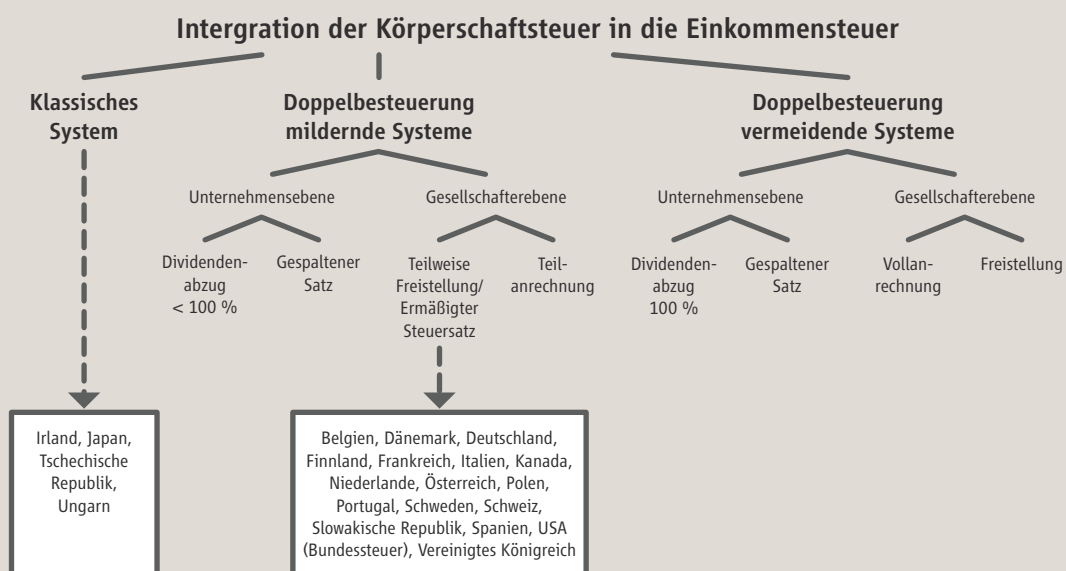 Intergration der Körperschaftsteuer in die Einkommensteuer
Klassisches
System
Doppelbesteuerung
mildernde Systeme
Doppelbesteuerung
vermeidende Systeme
Unternehmensebene
Gesellschafterebene
Unternehmensebene
Gesellschafterebene
Dividenden-
abzug
< 100 %
Gespaltener
Satz
Teilweise
Freistellung/
Ermäßigter
Steuersatz
Teil-
anrechnung
Dividenden-
abzug
100 %
Gespaltener
Satz
Vollan-
rechnung
Freistellung
Irland, Japan,
Tschechische
Republik,
Ungarn
Belgien, Dänemark, Deutschland,
Finnland, Frankreich, Italien, Kanada,
Niederlande, Österreich, Polen,
Portugal, Schweden, Schweiz,
Slowakische Republik, Spanien, USA
(Bundessteuer), Vereinigtes Königreich